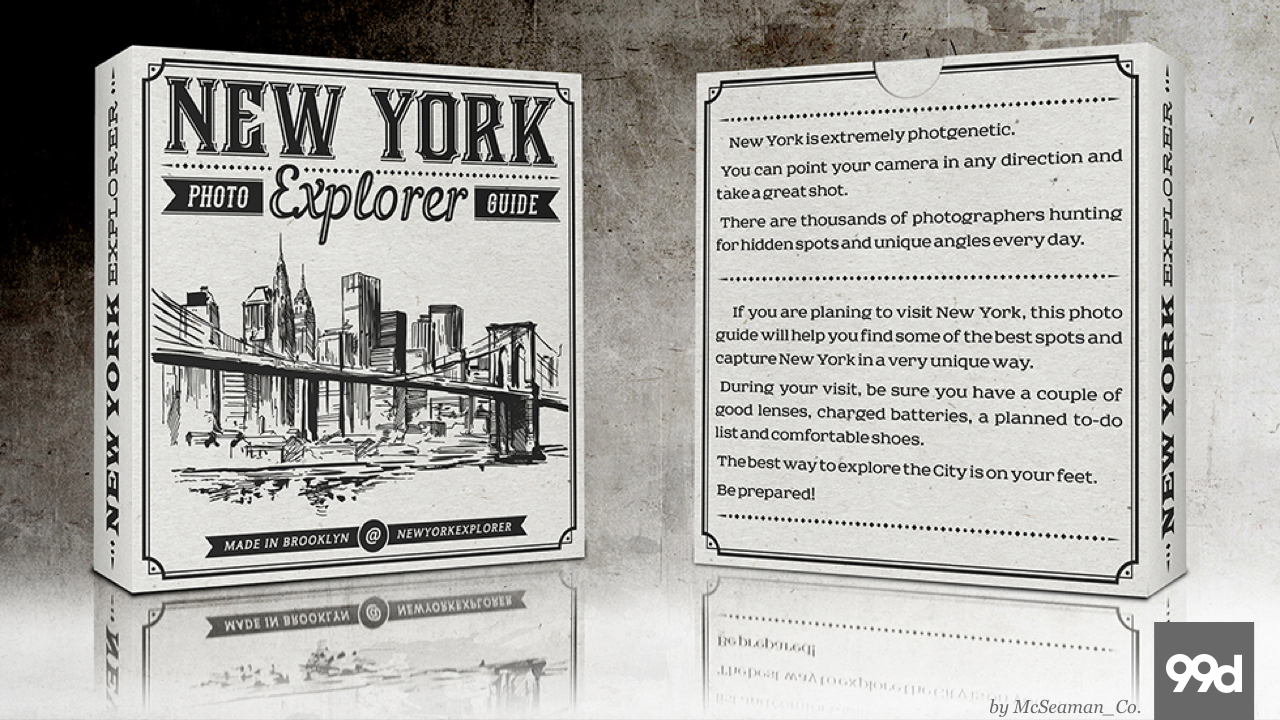 NEW YORK
PHOTO Explorer GUIDE
MADE IN BROOKLYN @ NEWYORKEXPLORER
NEW YORK EXPLORER
New York is extremely photgenetic.
You can point your camera in any direction and
take a great shot.
There are thousands of photographers hunting
for hidden spots and unique angles every day.
If you are planing to visit New York, this photo
guide will help you find some of the best spots and
capture New York in a very unique way.
During your visit, be sure you have a couple of
good lenses, charged batteries, a planned to-do
list and comfortable shoes.
The best way to explore the City is on your feet.
Be prepared!
NEW YORK EXPLORER
by McSeaman_Co.
99d